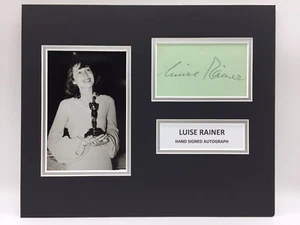 Luise Rainer
LUISE RAINER
HAND SIGNED AUTOGRAPH